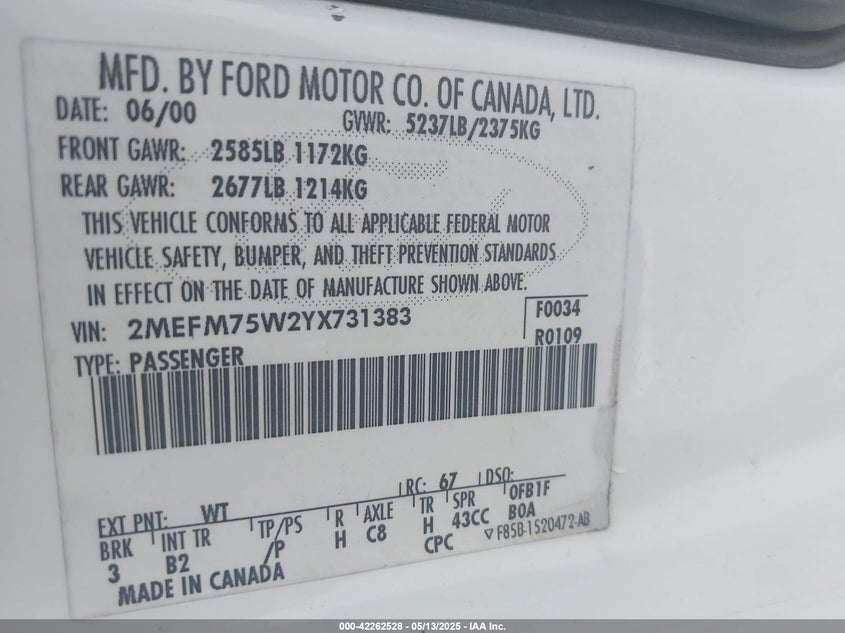 MFD. BY FORD MOTOR CO. OF CANADA, LTD.
DATE: 06/00 GVWR: 5237LB/2375KG
FRONT GAWR: 2585LB 1172KG
REAR GAWR: 2677LB 1214KG
THIS VEHICLE CONFORMS TO ALL APPLICABLE FEDERAL MOTOR
VEHICLE SAFETY, BUMPER, AND THEFT PREVENTION STANDARDS
IN EFFECT ON THE DATE OF MANUFACTURE SHOWN ABOVE.
VIN: 2MEFM75W2YX731383 F0034
TYPE: PASSENGER R0109
EXT PNT: WT RC: 67 DSO:
BRK INT TR TP/PS R AXLE TR SPR OFB1F
3 B2 /P H C8 H 43CC BOA
CPC ▽ F85B-1520472-AB
MADE IN CANADA
000-42262528 - 05/13/2025 - IAA Inc.